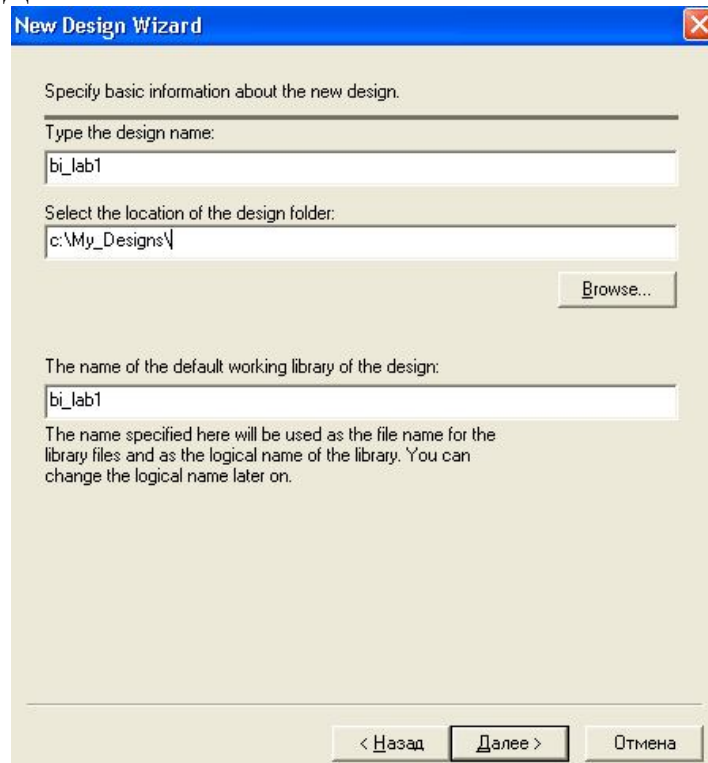 New Design Wizard
Specify basic information about the new design.
Type the design name:
bi_lab1
Select the location of the design folder:
c:\My_Designs\
Browse...
The name of the default working library of the design:
bi_lab1
The name specified here will be used as the file name for the
library files and as the logical name of the library. You can
change the logical name later on.
< Назад
Далее >
Отмена